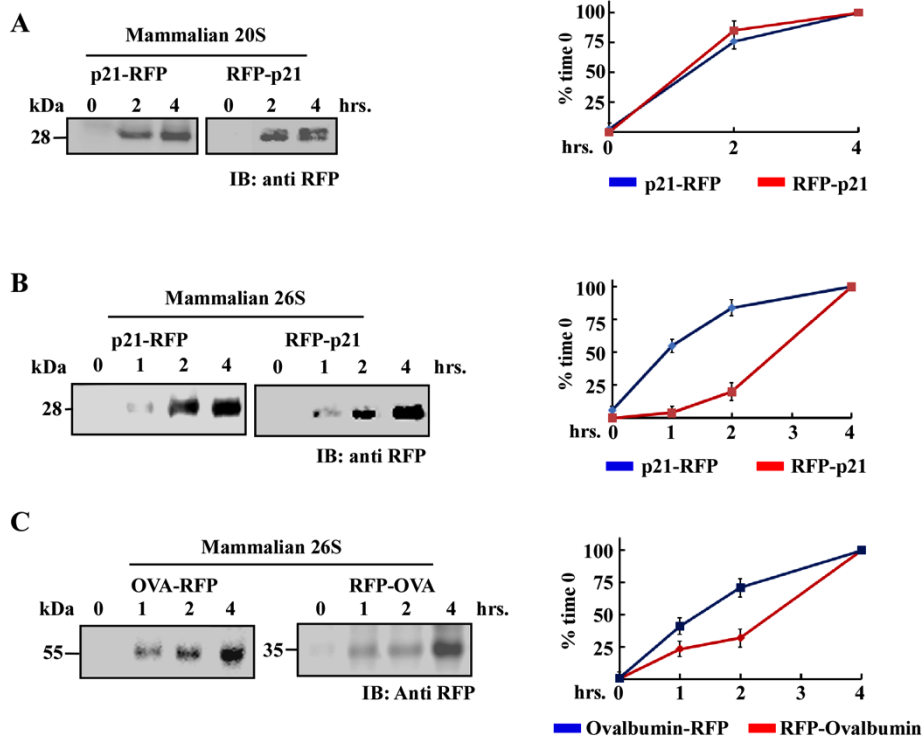 A
Mammalian 20S
p21-RFP RFP-p21
kDa 0 2 4 0 2 4 hrs.
28
IB: anti RFP
% time 0
100
75
50
25
hrs. 0 2 4
p21-RFP RFP-p21
B
Mammalian 26S
p21-RFP RFP-p21
kDa 0 1 2 4 0 1 2 4 hrs.
28
IB: anti RFP
% time 0
100
75
50
25
hrs. 0 1 2 3 4
p21-RFP RFP-p21
C
Mammalian 26S
OVA-RFP RFP-OVA
kDa 0 1 2 4 0 1 2 4 hrs.
55 35
IB: Anti RFP
% time 0
100
75
50
25
hrs. 0 1 2 4
Ovalbumin-RFP RFP-Ovalbumin